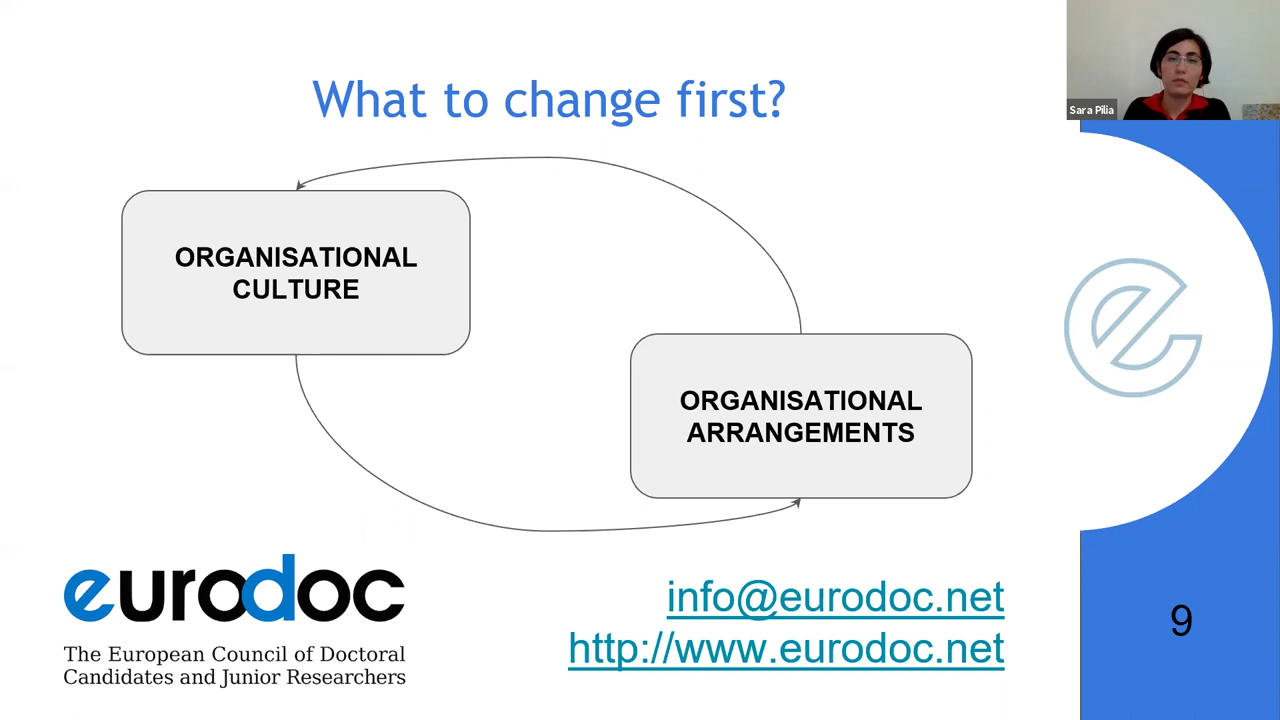 What to change first?
Sara Pilia
ORGANISATIONAL
CULTURE
ORGANISATIONAL
ARRANGEMENTS
eurodoc
The European Council of Doctoral
Candidates and Junior Researchers
info@eurodoc.net
http://www.eurodoc.net
9